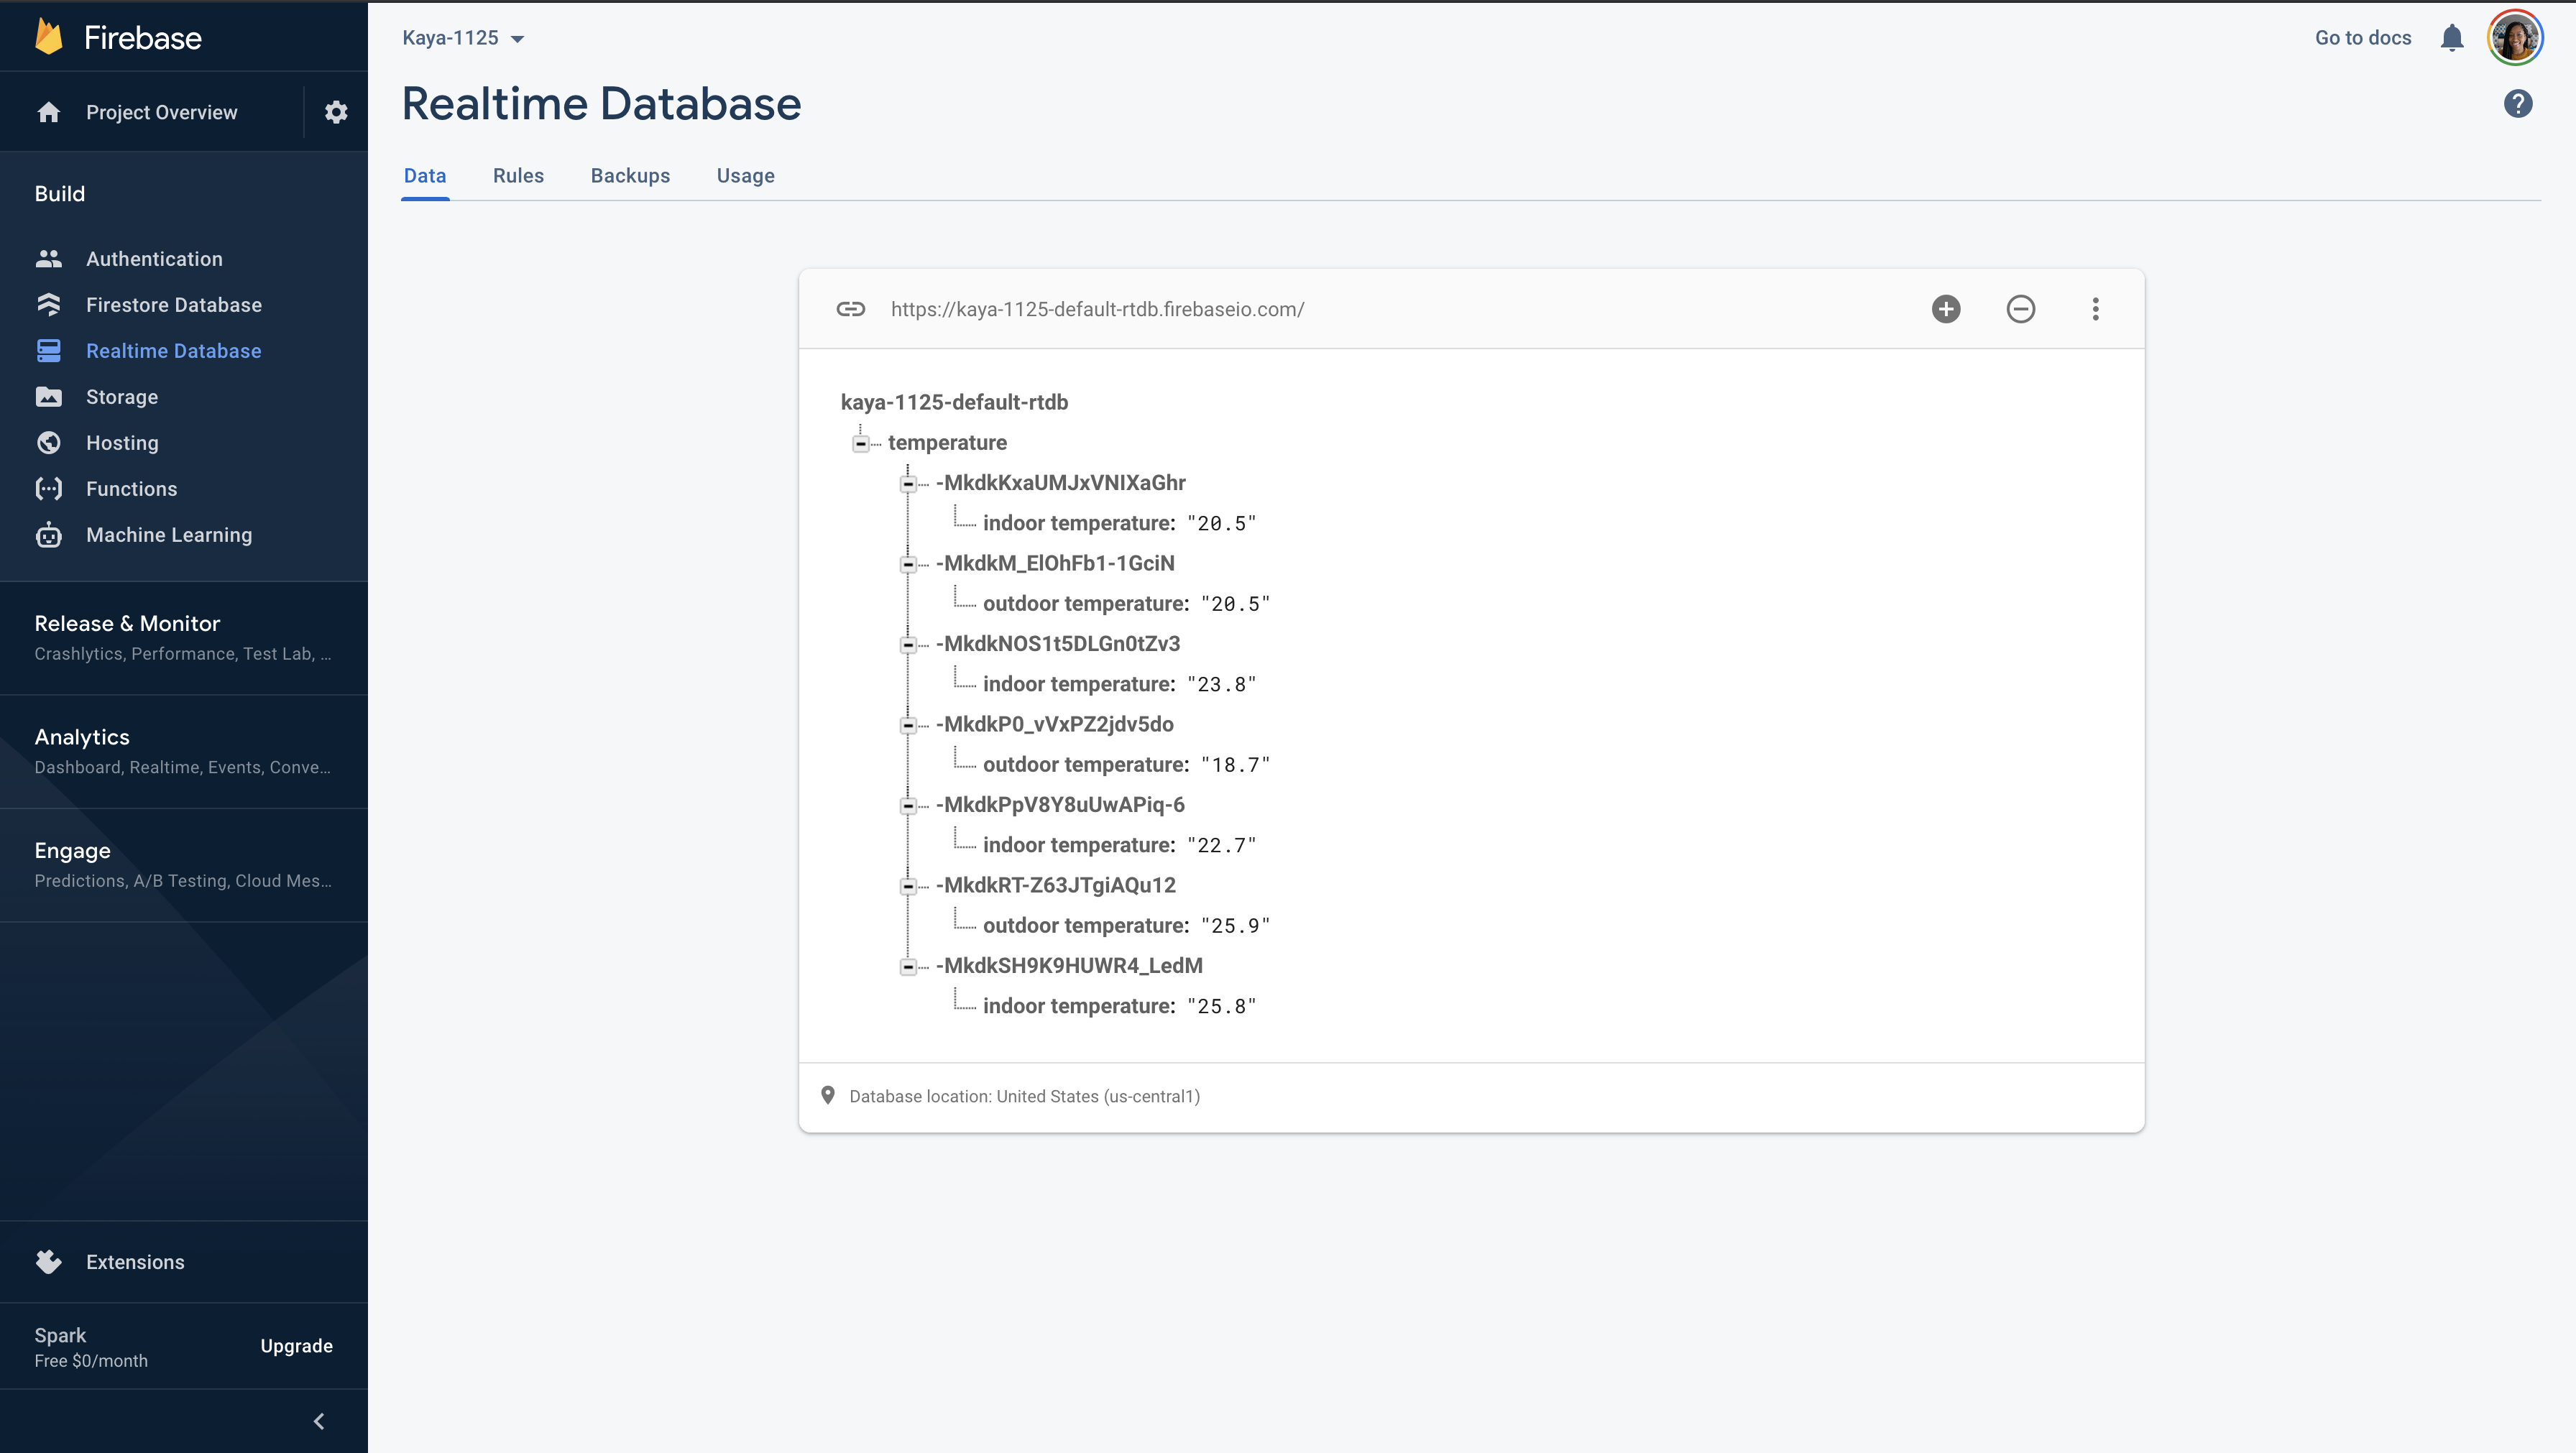 Firebase
Project Overview
Build
Authentication
Firestore Database
Realtime Database
Storage
Hosting
Functions
Machine Learning
Release & Monitor
Crashlytics, Performance, Test Lab, …
Analytics
Dashboard, Realtime, Events, Conve…
Engage
Predictions, A/B Testing, Cloud Mes…
Extensions
Spark
Free $0/month
Upgrade
Kaya-1125
Go to docs
Realtime Database
Data Rules Backups Usage
https://kaya-1125-default-rtdb.firebaseio.com/
kaya-1125-default-rtdb
temperature
-MkdkKxaUMJxVNIXaGhr
indoor temperature: "20.5"
-MkdkM_ElOhFb1-1GciN
outdoor temperature: "20.5"
-MkdkNOS1t5DLGn0tZv3
indoor temperature: "23.8"
-MkdkP0_vVxPZ2jdv5do
outdoor temperature: "18.7"
-MkdkPpV8Y8uUwAPiq-6
indoor temperature: "22.7"
-MkdkRT-Z63JTgiAQu12
outdoor temperature: "25.9"
-MkdkSH9K9HUWR4_LedM
indoor temperature: "25.8"
Database location: United States (us-central1)